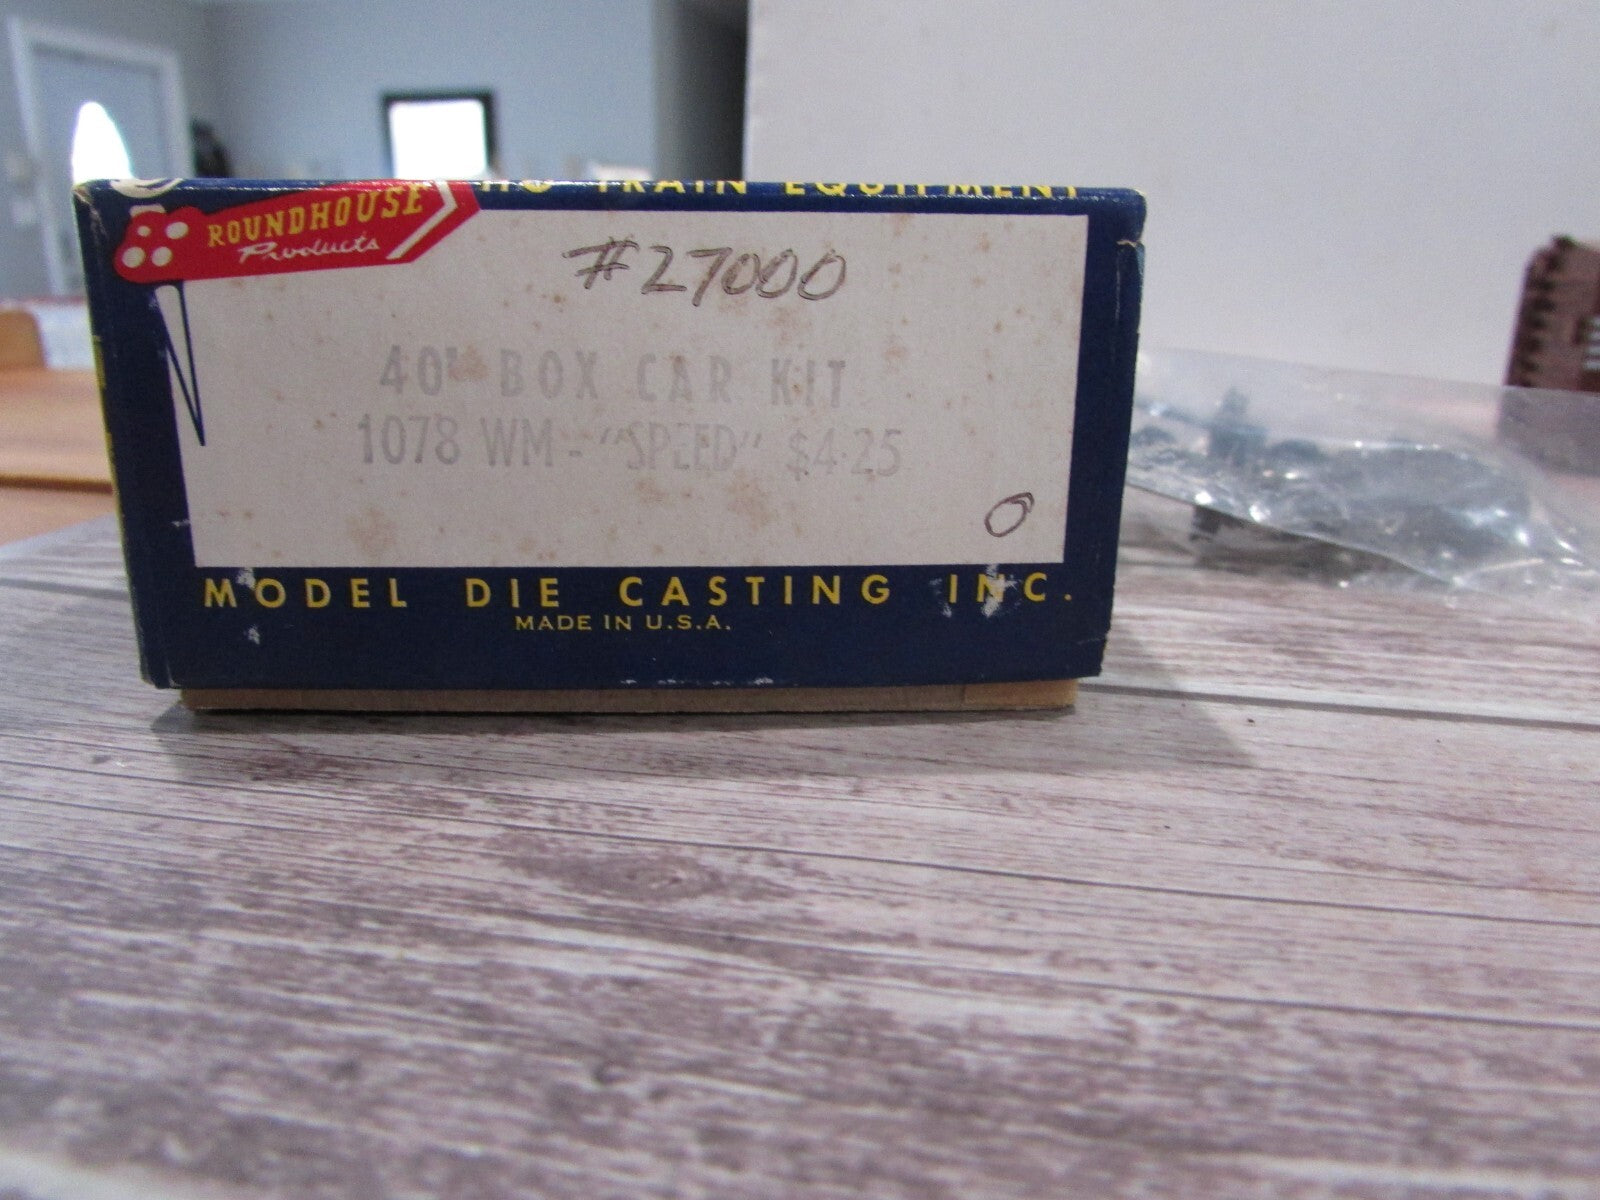 HO TRAIN EQUIPMENT
ROUNDHOUSE
Products
#27000
40' BOX CAR KIT
1078 WM - "SPEED" $4.25
O
MODEL DIE CASTING INC.
MADE IN U.S.A.